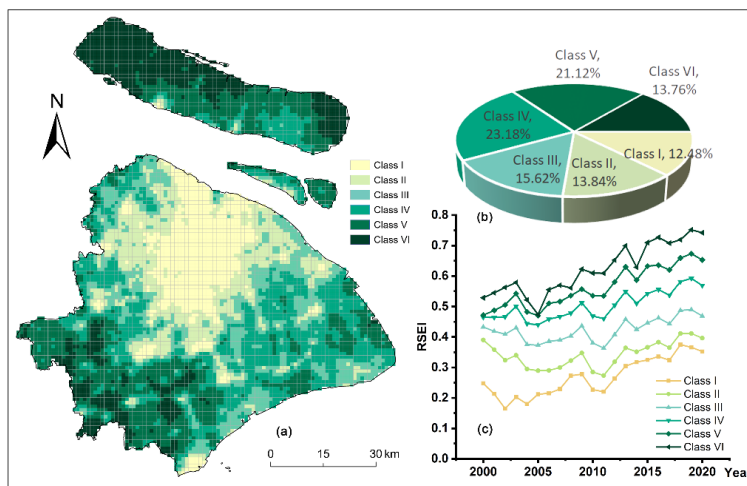 N
Class I
Class II
Class III
Class IV
Class V
Class VI
(a)
0 15 30 km
Class V,
21.12%
Class VI,
13.76%
Class IV,
23.18%
Class III,
15.62%
Class II,
13.84%
Class I, 12.48%
(b)
0.8
0.7
0.6
0.5
0.4
0.3
0.2
0.1
0.0
RSEI
Class I
Class II
Class III
Class IV
Class V
Class VI
(c)
2000 2005 2010 2015 2020 Yea